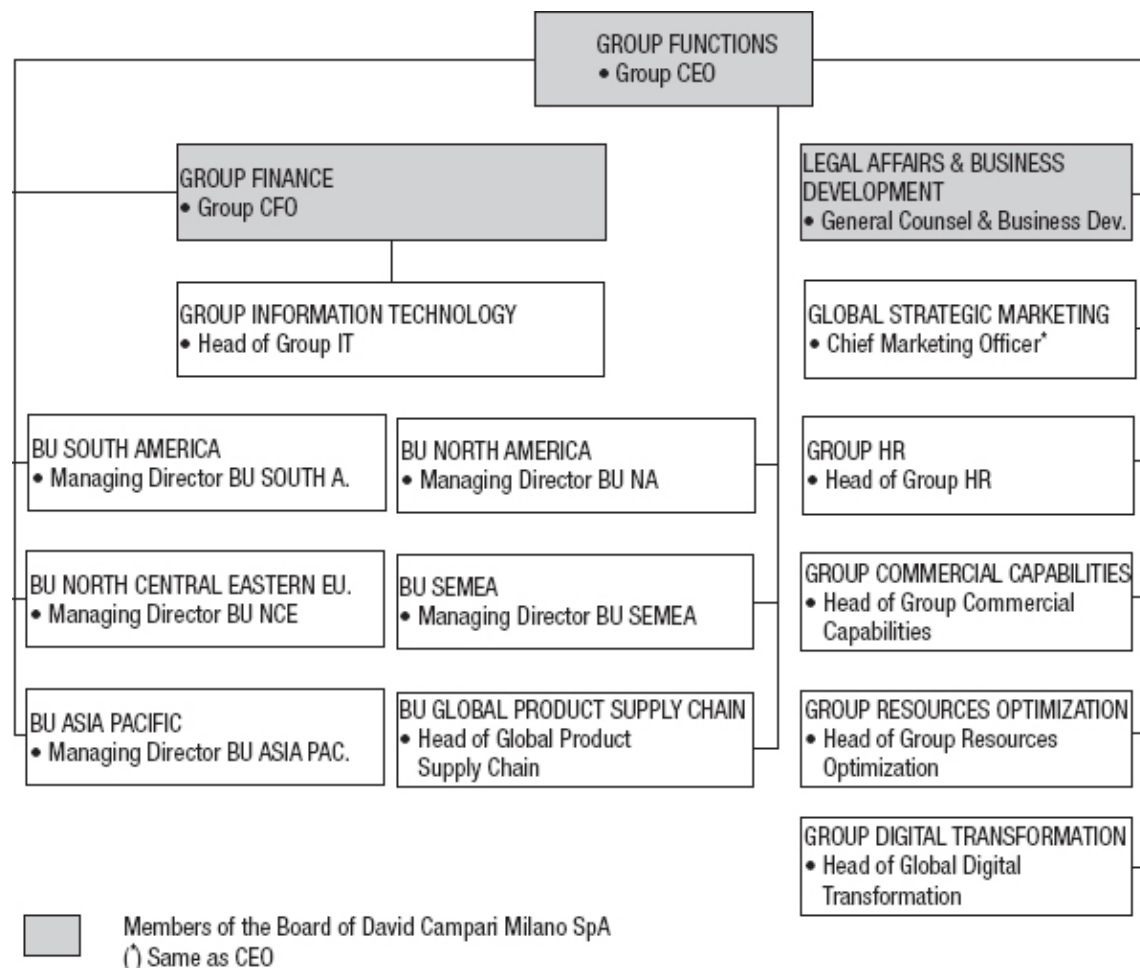 GROUP FUNCTIONS
• Group CEO
GROUP FINANCE
• Group CFO
LEGAL AFFAIRS & BUSINESS
DEVELOPMENT
• General Counsel & Business Dev.
GROUP INFORMATION TECHNOLOGY
• Head of Group IT
GLOBAL STRATEGIC MARKETING
• Chief Marketing Officer*
BU SOUTH AMERICA
• Managing Director BU SOUTH A.
BU NORTH AMERICA
• Managing Director BU NA
GROUP HR
• Head of Group HR
BU NORTH CENTRAL EASTERN EU.
• Managing Director BU NCE
BU SEMEA
• Managing Director BU SEMEA
GROUP COMMERCIAL CAPABILITIES
• Head of Group Commercial
Capabilities
BU ASIA PACIFIC
• Managing Director BU ASIA PAC.
BU GLOBAL PRODUCT SUPPLY CHAIN
• Head of Global Product
Supply Chain
GROUP RESOURCES OPTIMIZATION
• Head of Group Resources
Optimization
GROUP DIGITAL TRANSFORMATION
• Head of Global Digital
Transformation
Members of the Board of David Campari Milano SpA
(*) Same as CEO